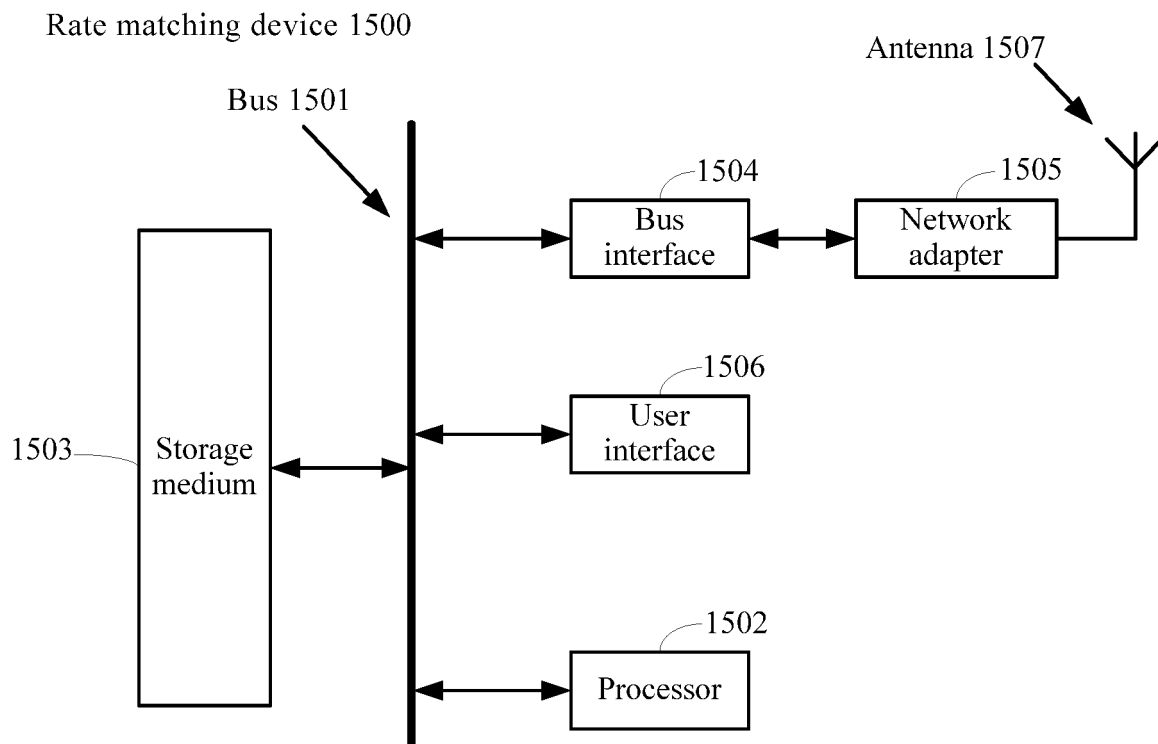 Rate matching device 1500
Antenna 1507
Bus 1501
1504
1505
Bus
interface
Network
adapter
1506
User
interface
1503
Storage
medium
1502
Processor